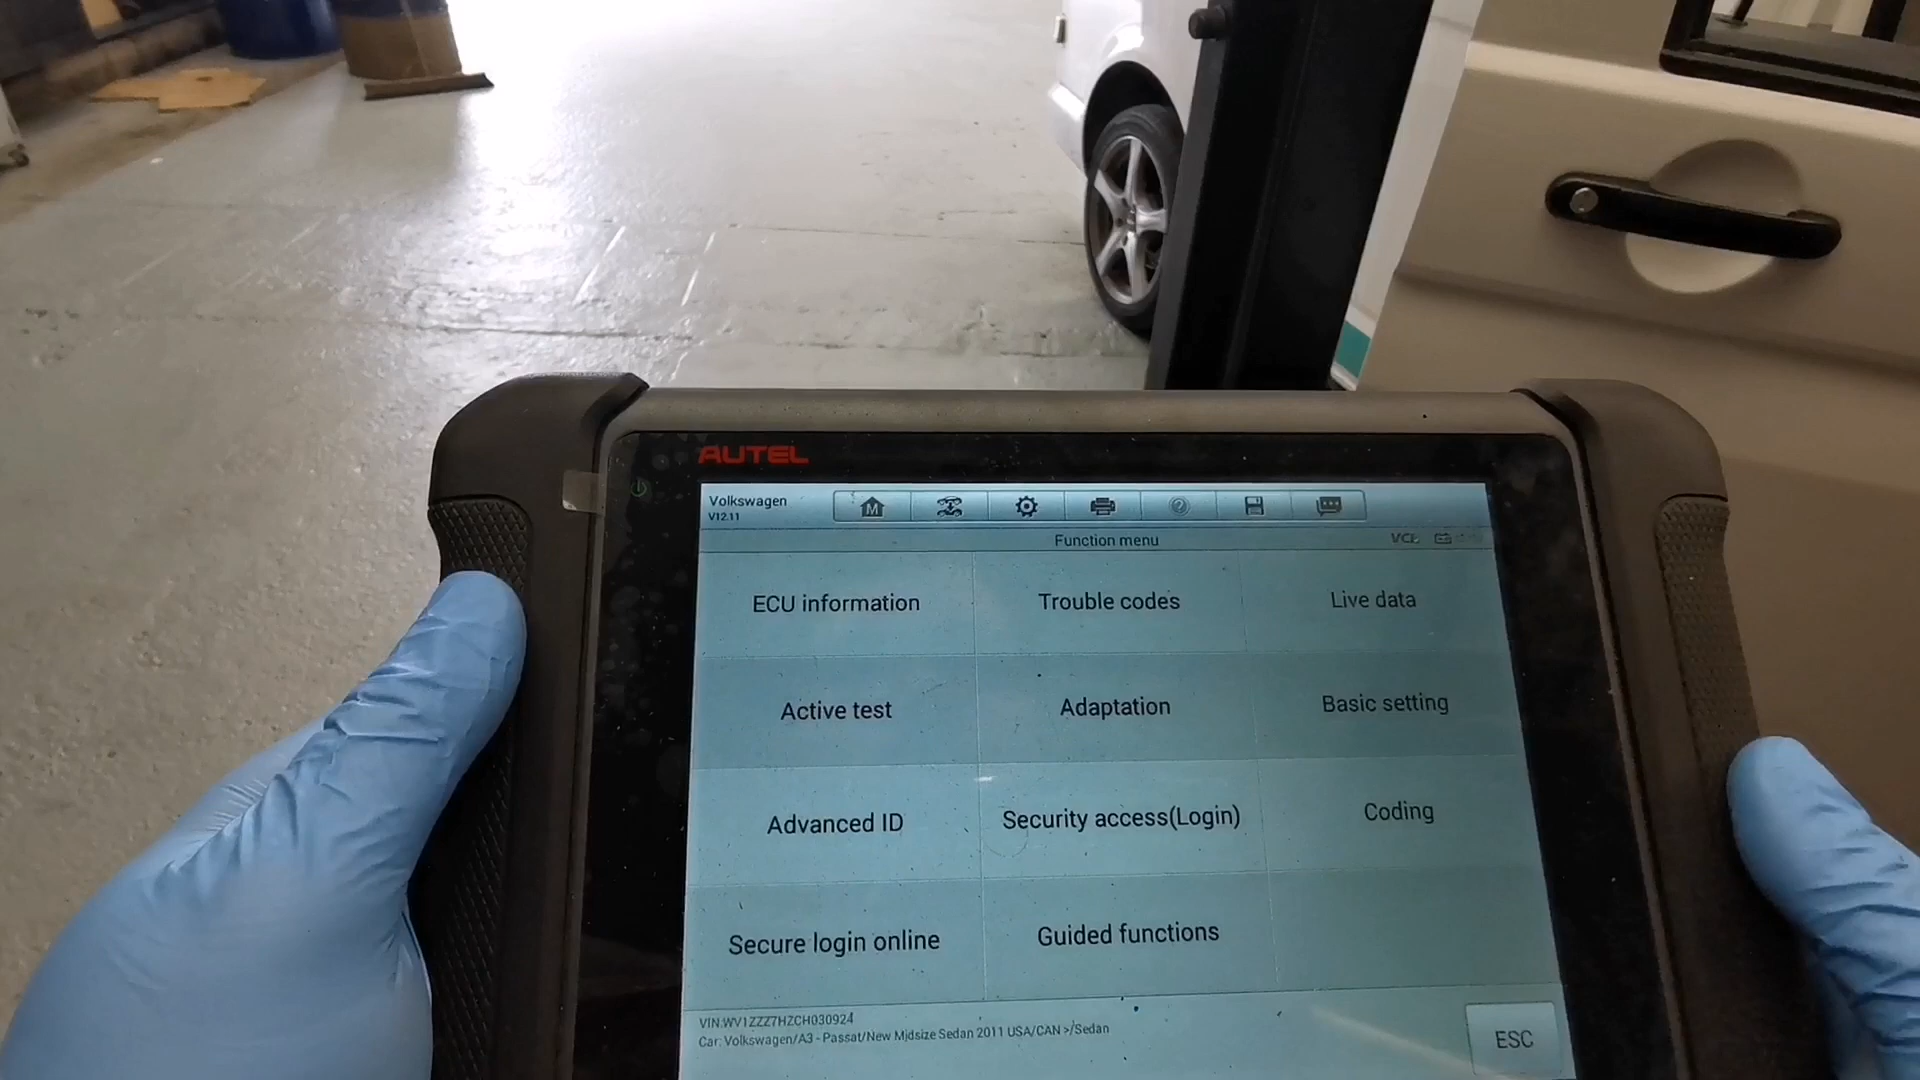 AUTEL
Volkswagen
V12.11
M
Function menu
VCI
ECU information
Trouble codes
Live data
Active test
Adaptation
Basic setting
Advanced ID
Security access(Login)
Coding
Secure login online
Guided functions
VIN:WV1ZZZ7HZCH030924
Car: Volkswagen/A3 - Passat/New Midsize Sedan 2011 USA/CAN >/Sedan
ESC